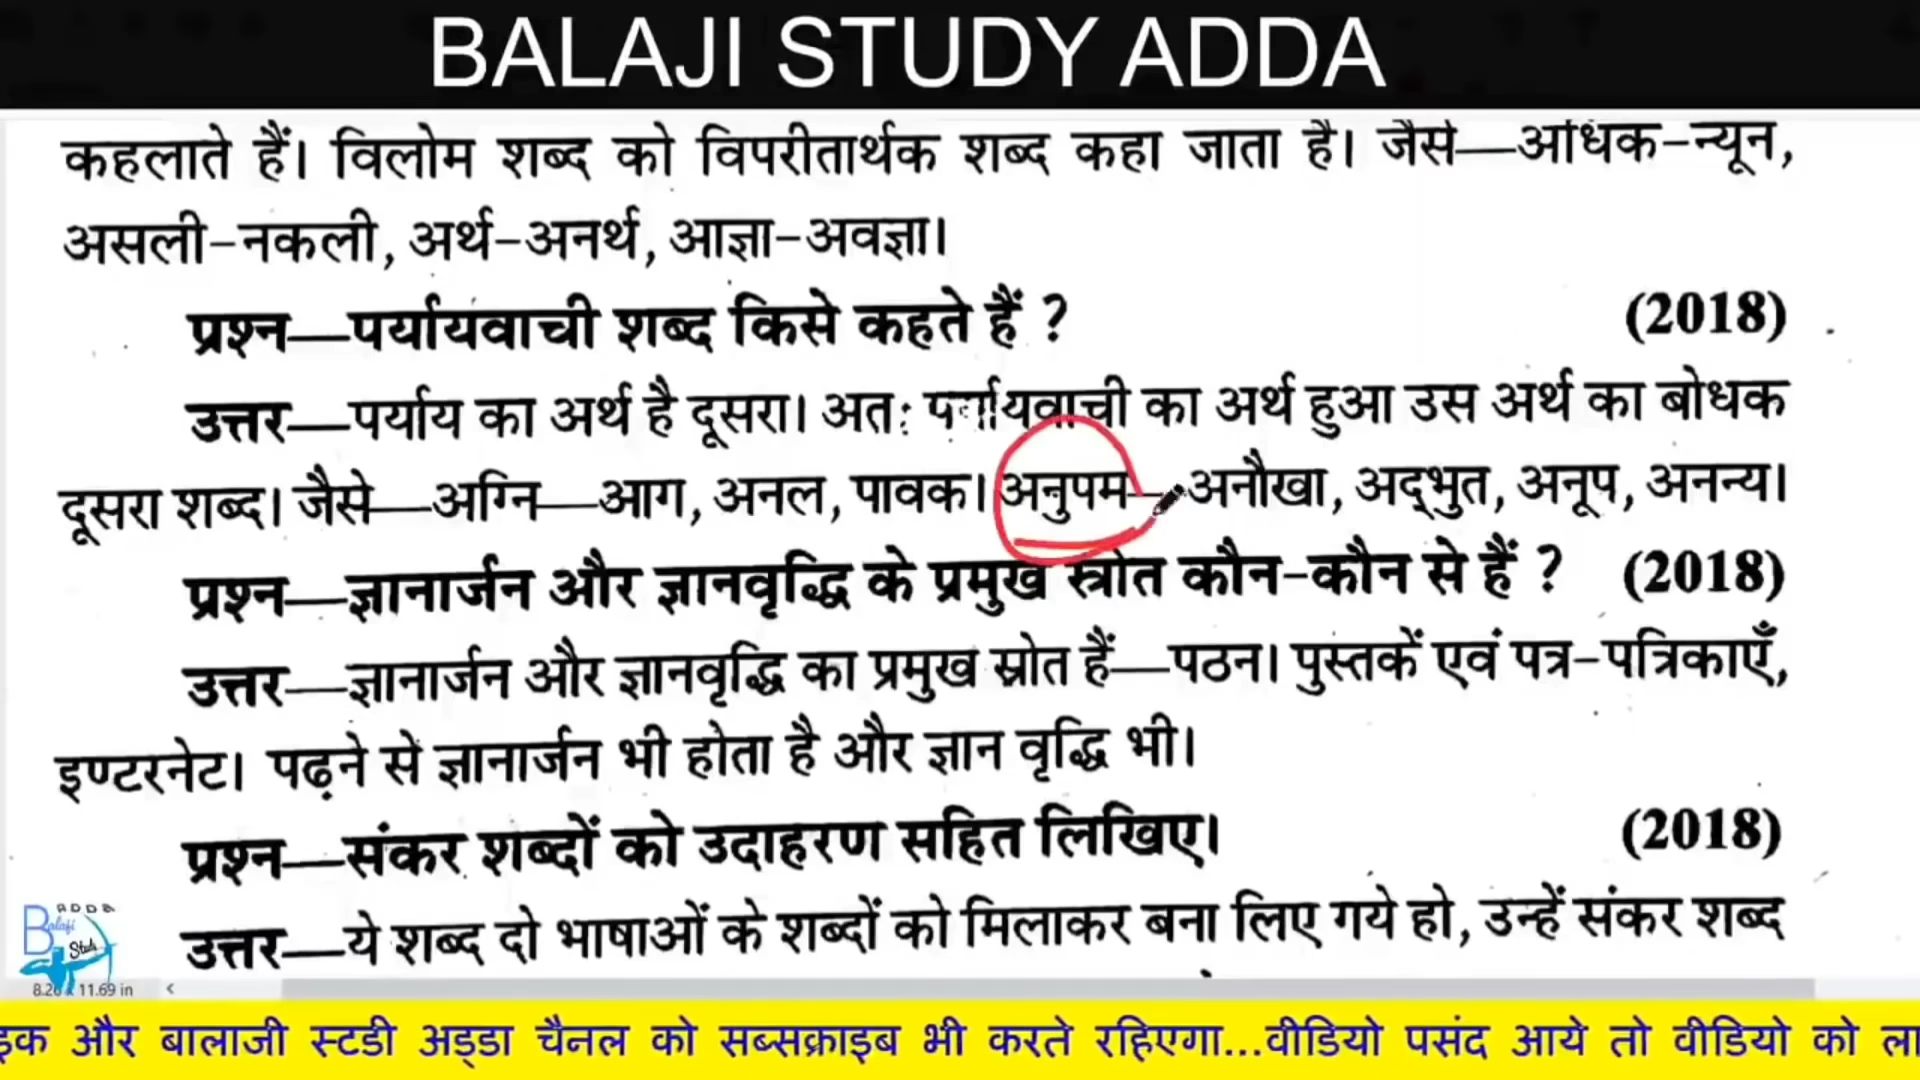 BALAJI STUDY ADDA
कहलाते हैं। विलोम शब्द को विपरीतार्थक शब्द कहा जाता है। जैसे—अधिक-न्यून,
असली-नकली, अर्थ-अनर्थ, आज्ञा-अवज्ञा।
प्रश्न—पर्यायवाची शब्द किसे कहते हैं ? (2018)
उत्तर—पर्याय का अर्थ है दूसरा। अतः पर्यायवाची का अर्थ हुआ उस अर्थ का बोधक
दूसरा शब्द। जैसे—अग्नि—आग, अनल, पावक। अनुपम—अनौखा, अद्भुत, अनूप, अनन्य।
प्रश्न—ज्ञानार्जन और ज्ञानवृद्धि के प्रमुख स्त्रोत कौन-कौन से हैं ? (2018)
उत्तर—ज्ञानार्जन और ज्ञानवृद्धि का प्रमुख स्रोत हैं—पठन। पुस्तकें एवं पत्र-पत्रिकाएँ,
इण्टरनेट। पढ़ने से ज्ञानार्जन भी होता है और ज्ञान वृद्धि भी।
प्रश्न—संकर शब्दों को उदाहरण सहित लिखिए। (2018)
उत्तर—ये शब्द दो भाषाओं के शब्दों को मिलाकर बना लिए गये हो, उन्हें संकर शब्द
ADDA
Balaji
Study
8.26 x 11.69 in
इक और बालाजी स्टडी अड्डा चैनल को सब्सक्राइब भी करते रहिएगा...वीडियो पसंद आये तो वीडियो को ला